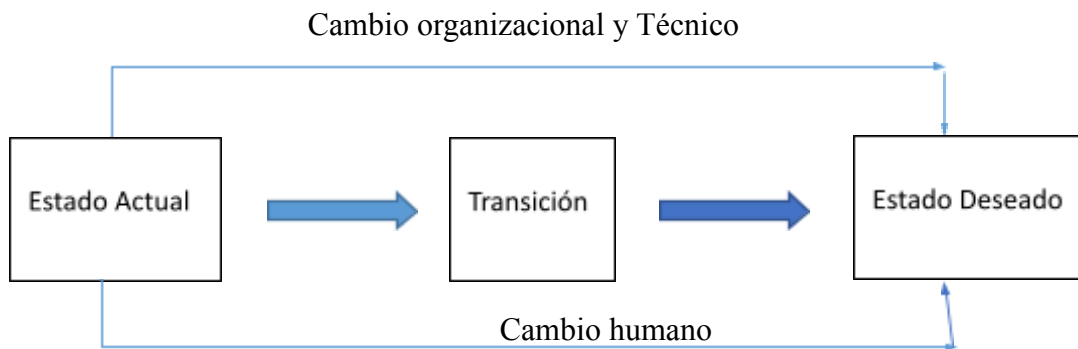 Cambio organizacional y Técnico
Estado Actual
Transición
Estado Deseado
Cambio humano